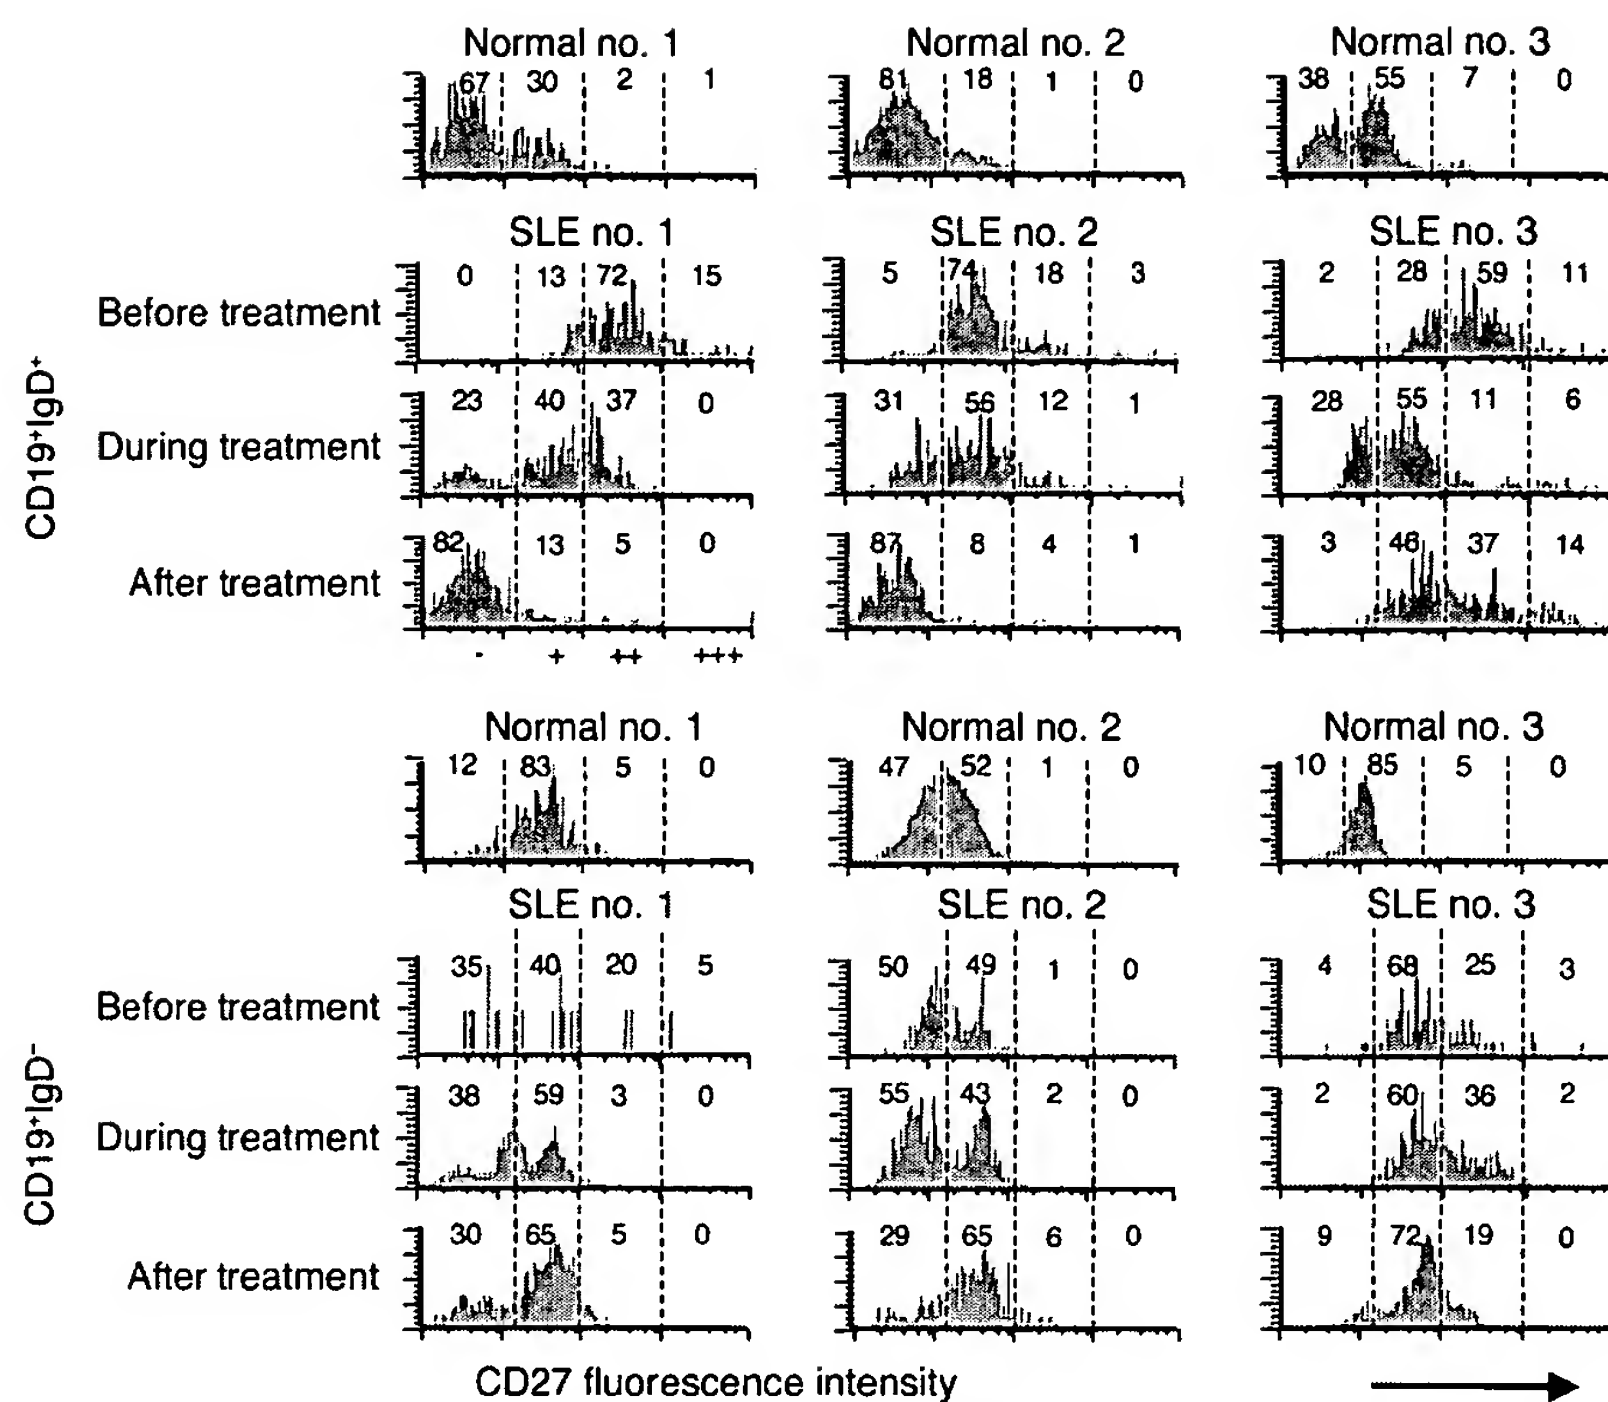 Normal no. 1 Normal no. 2 Normal no. 3
67 30 2 1 81 18 1 0 38 55 7 0
SLE no. 1 SLE no. 2 SLE no. 3
Before treatment 0 13 72 15 5 74 18 3 2 28 59 11
During treatment 23 40 37 0 31 56 12 1 28 55 11 6
After treatment 82 13 5 0 87 8 4 1 3 46 37 14
- + ++ +++
CD19+IgD+
Normal no. 1 Normal no. 2 Normal no. 3
12 83 5 0 47 52 1 0 10 85 5 0
SLE no. 1 SLE no. 2 SLE no. 3
Before treatment 35 40 20 5 50 49 1 0 4 68 25 3
During treatment 38 59 3 0 55 43 2 0 2 60 36 2
After treatment 30 65 5 0 29 65 6 0 9 72 19 0
CD19+IgD-
CD27 fluorescence intensity